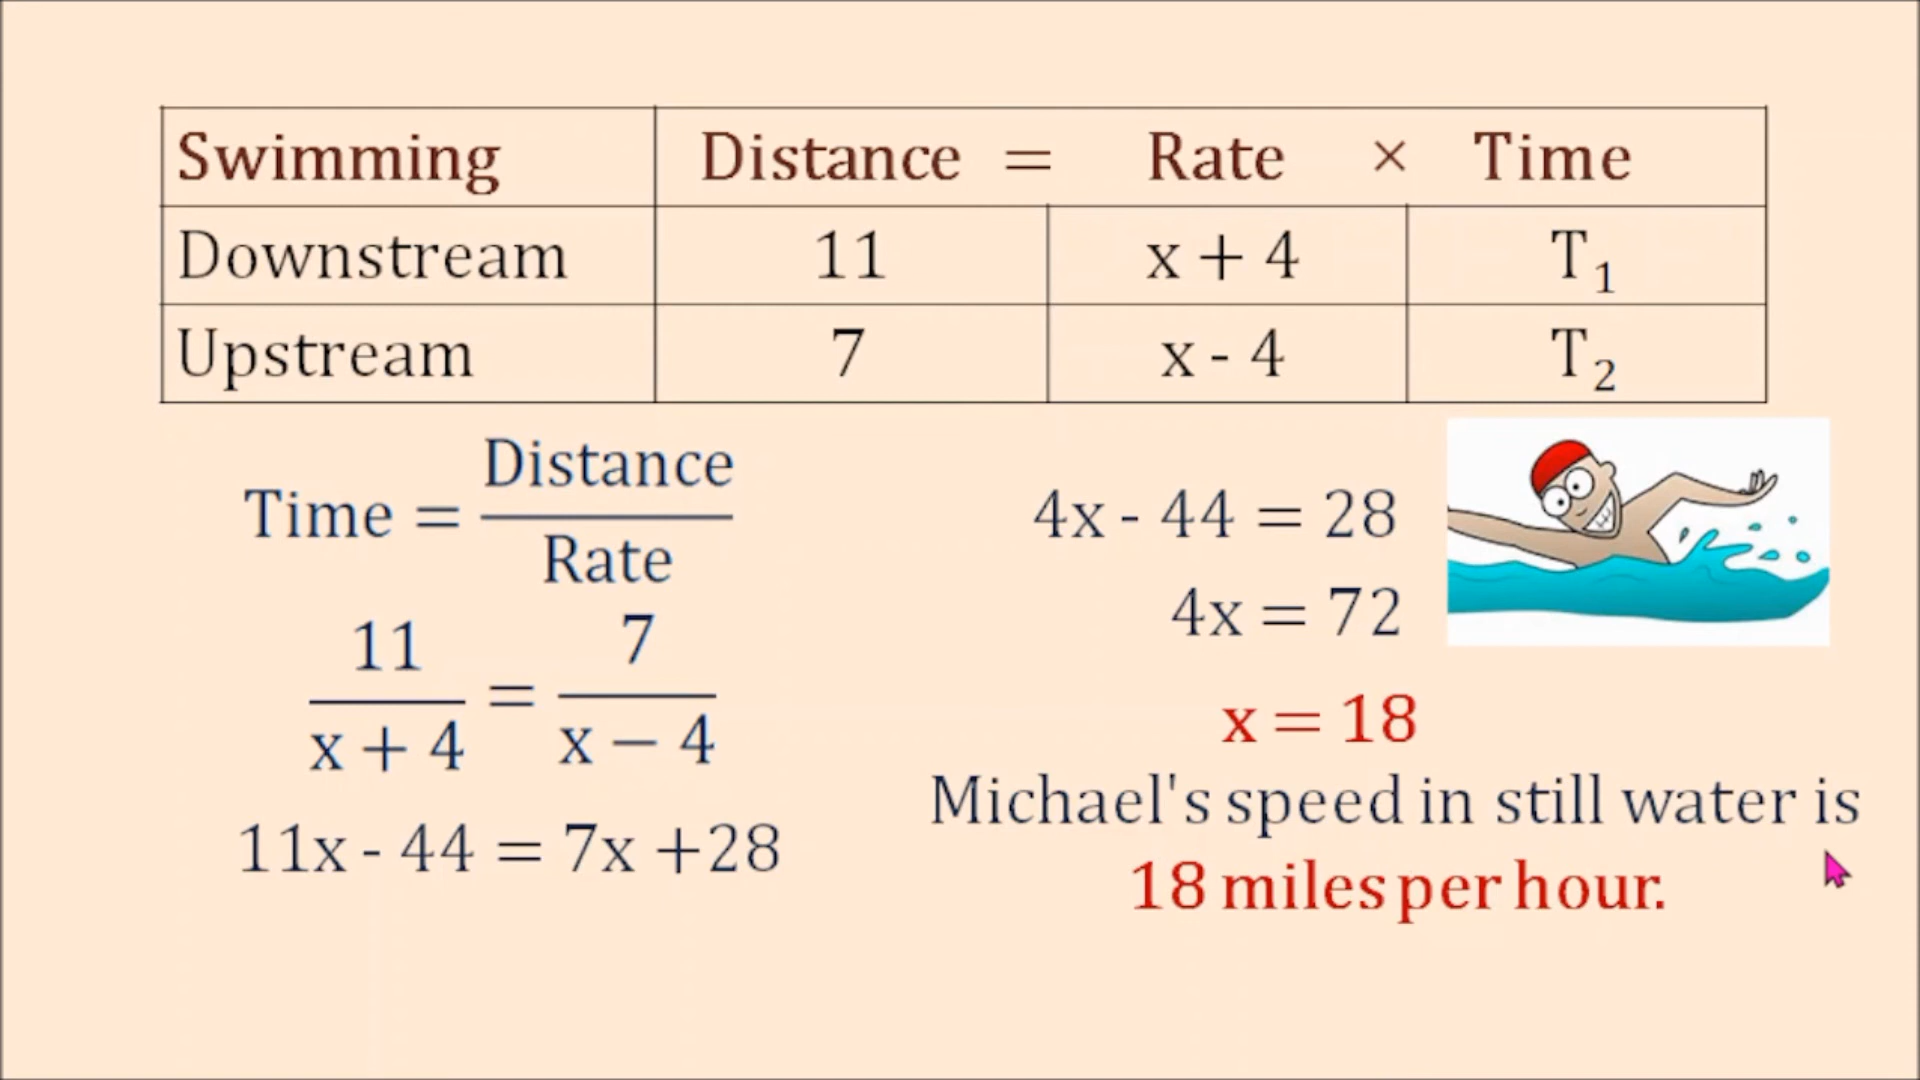 Swimming Distance = Rate × Time
Downstream 11 x + 4 T₁
Upstream 7 x - 4 T₂
Time = Distance / Rate
11 / x + 4 = 7 / x − 4
11x - 44 = 7x +28
4x - 44 = 28
4x = 72
x = 18
Michael's speed in still water is
18 miles per hour.